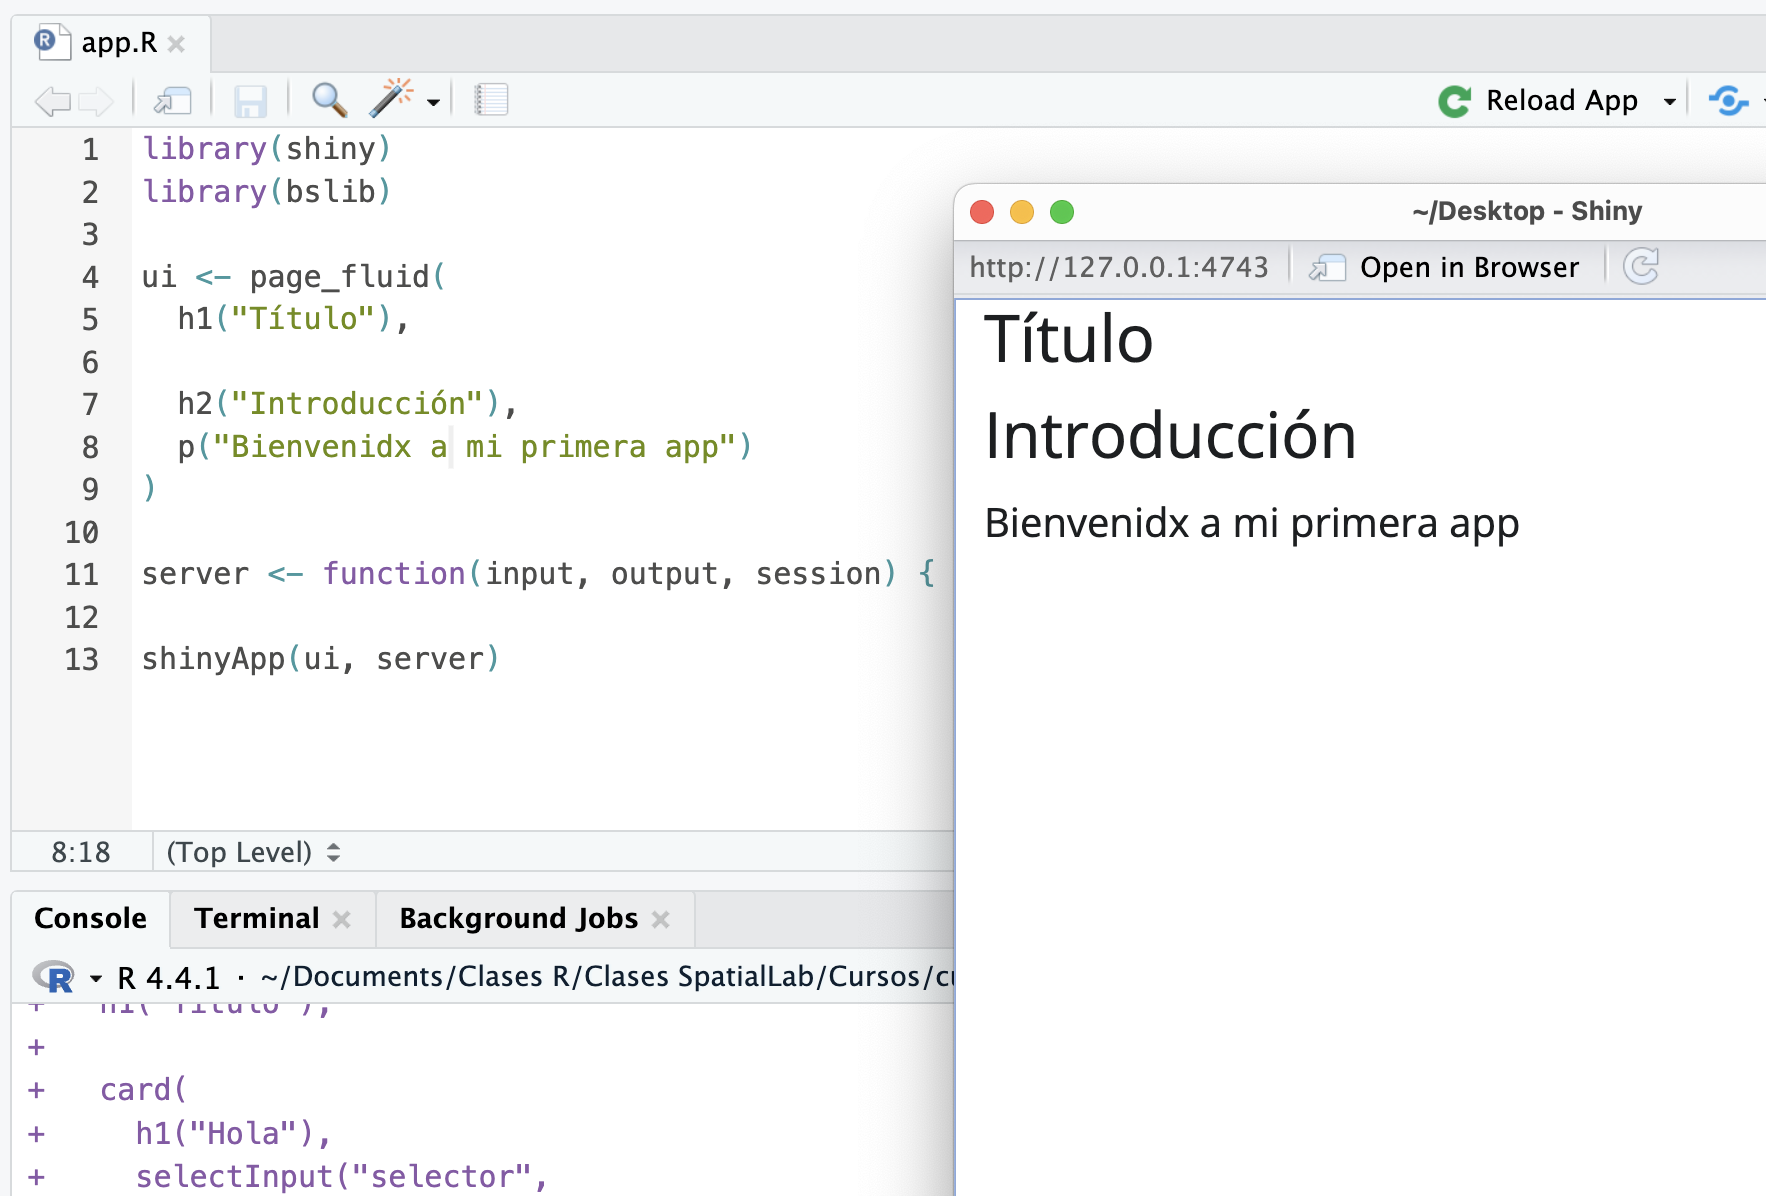 app.R
Reload App
1 library(shiny)
2 library(bslib)
3
4 ui <- page_fluid(
5 h1("Título"),
6
7 h2("Introducción"),
8 p("Bienvenidx a mi primera app")
9 )
10
11 server <- function(input, output, session) {
12
13 shinyApp(ui, server)
8:18 (Top Level)
~/Desktop - Shiny
http://127.0.0.1:4743 Open in Browser
Título
Introducción
Bienvenidx a mi primera app
Console Terminal Background Jobs
R R 4.4.1 · ~/Documents/Clases R/Clases SpatialLab/Cursos/
+ h1("Título"),
+
+ card(
+ h1("Hola"),
+ selectInput("selector",